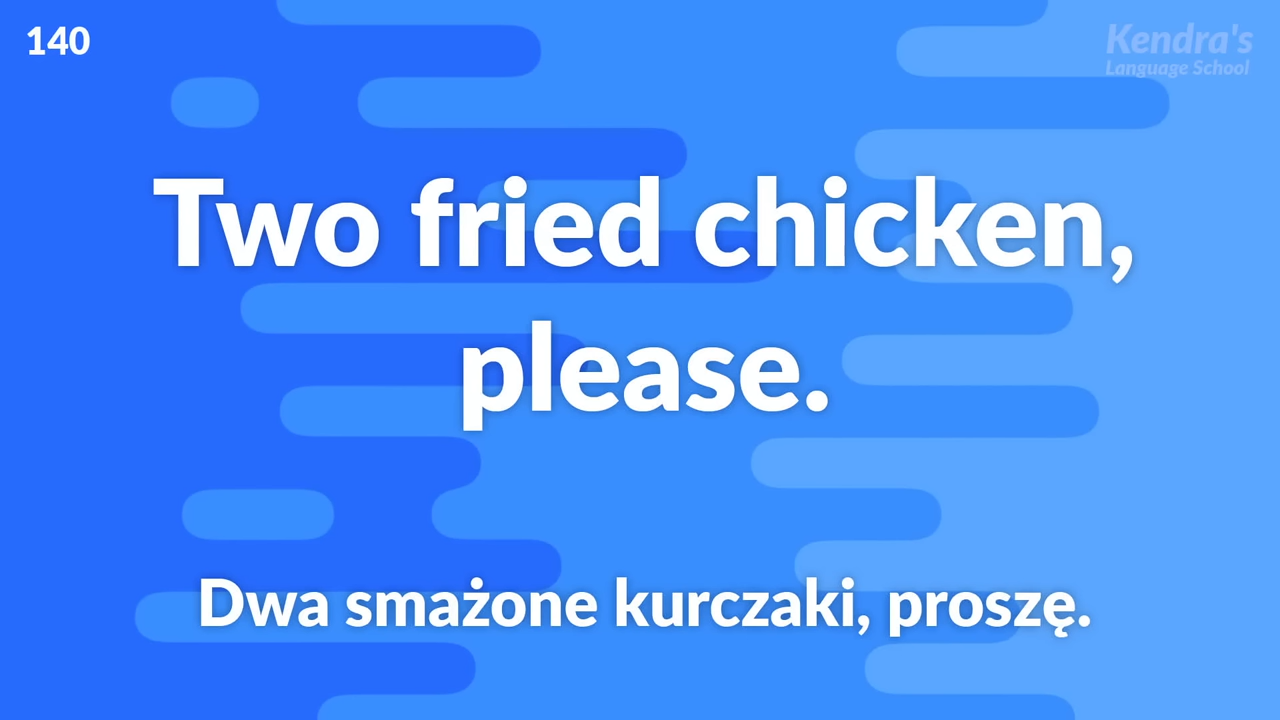 140
Kendra's
Language School
Two fried chicken,
please.
Dwa smażone kurczaki, proszę.